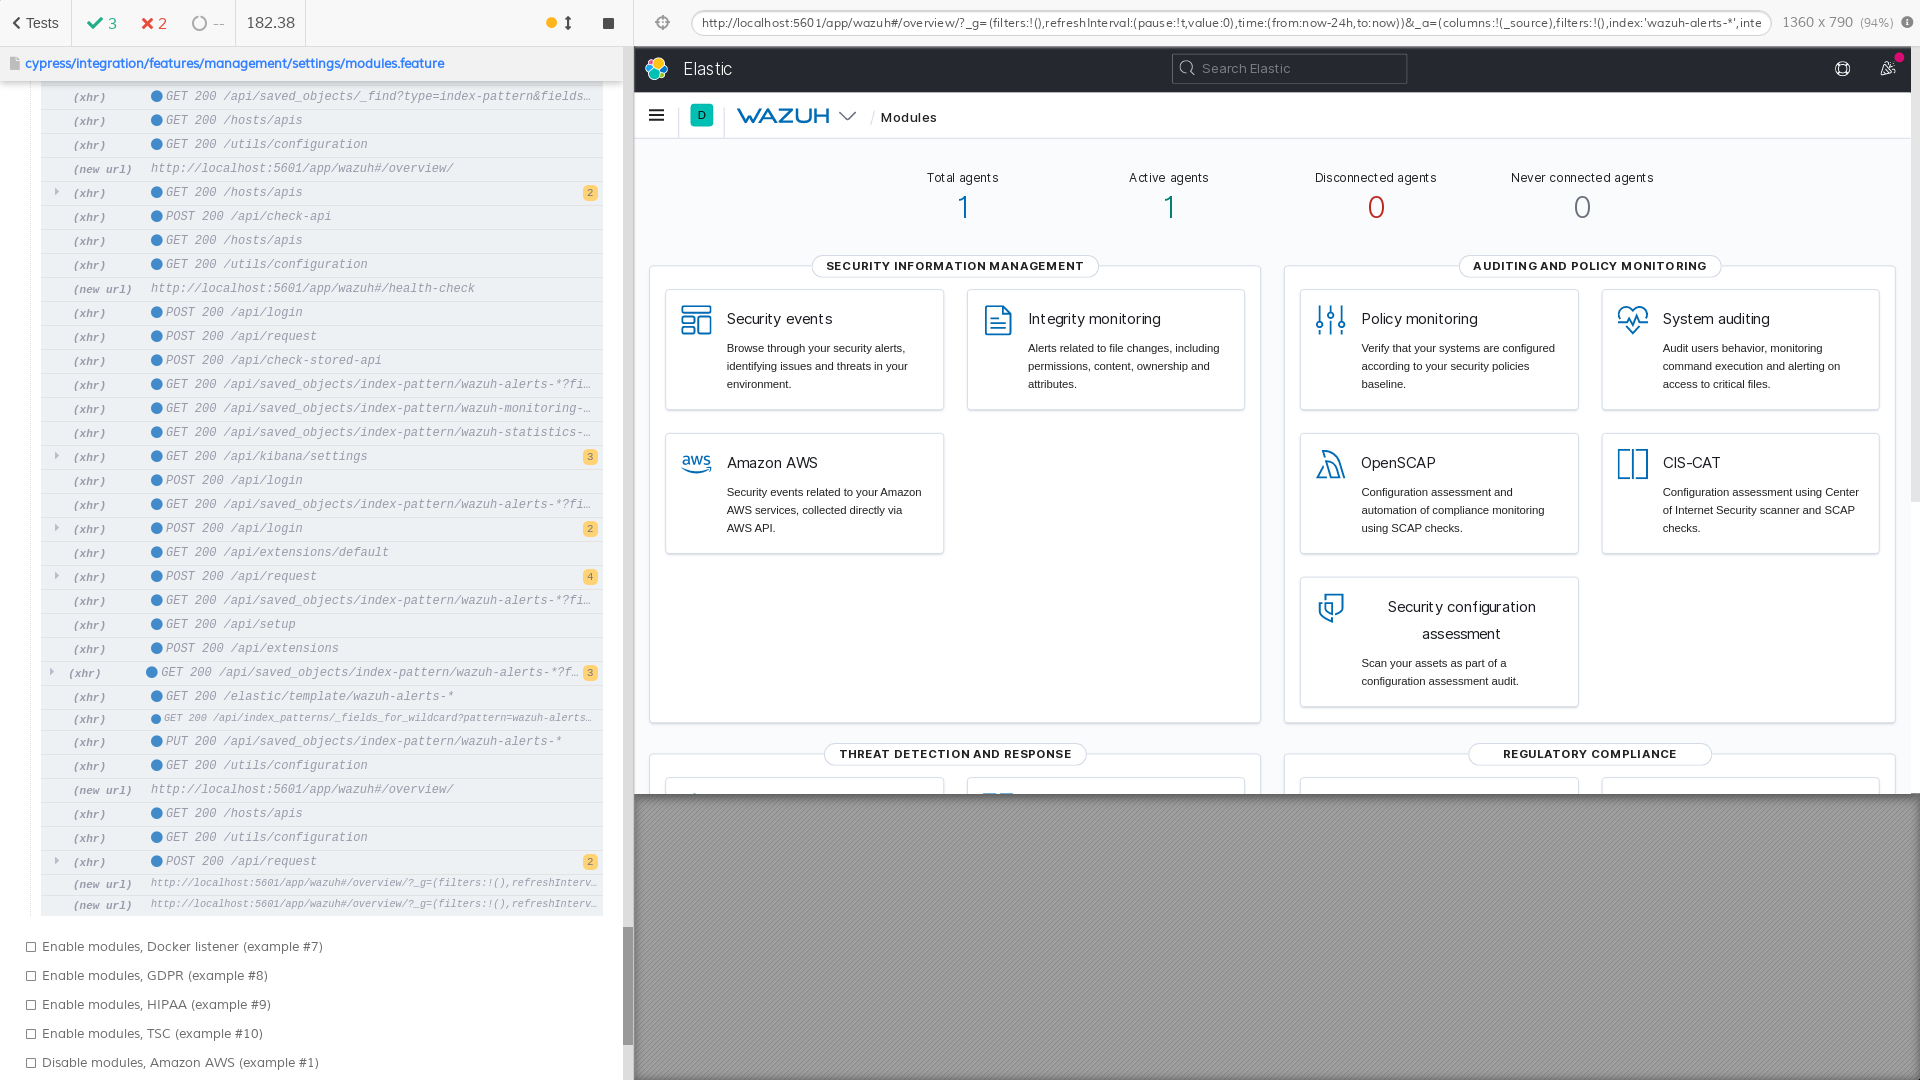 Tests
3
2
--
182.38
http://localhost:5601/app/wazuh#/overview/?_g=(filters:!(),refreshInterval:(pause:!t,value:0),time:(from:now-24h,to:now))&_a=(columns:!(_source),filters:!(),index:'wazuh-alerts-*',inte
1360 x 790 (94%)
cypress/integration/features/management/settings/modules.feature
(xhr) GET 200 /api/saved_objects/_find?type=index-pattern&fields…
(xhr) GET 200 /hosts/apis
(xhr) GET 200 /utils/configuration
(new url) http://localhost:5601/app/wazuh#/overview/
(xhr) GET 200 /hosts/apis 2
(xhr) POST 200 /api/check-api
(xhr) GET 200 /hosts/apis
(xhr) GET 200 /utils/configuration
(new url) http://localhost:5601/app/wazuh#/health-check
(xhr) POST 200 /api/login
(xhr) POST 200 /api/request
(xhr) POST 200 /api/check-stored-api
(xhr) GET 200 /api/saved_objects/index-pattern/wazuh-alerts-*?fi…
(xhr) GET 200 /api/saved_objects/index-pattern/wazuh-monitoring-…
(xhr) GET 200 /api/saved_objects/index-pattern/wazuh-statistics-…
(xhr) GET 200 /api/kibana/settings 3
(xhr) POST 200 /api/login
(xhr) GET 200 /api/saved_objects/index-pattern/wazuh-alerts-*?fi…
(xhr) POST 200 /api/login 2
(xhr) GET 200 /api/extensions/default
(xhr) POST 200 /api/request 4
(xhr) GET 200 /api/saved_objects/index-pattern/wazuh-alerts-*?fi…
(xhr) GET 200 /api/setup
(xhr) POST 200 /api/extensions
(xhr) GET 200 /api/saved_objects/index-pattern/wazuh-alerts-*?f… 3
(xhr) GET 200 /elastic/template/wazuh-alerts-*
(xhr) GET 200 /api/index_patterns/_fields_for_wildcard?pattern=wazuh-alerts…
(xhr) PUT 200 /api/saved_objects/index-pattern/wazuh-alerts-*
(xhr) GET 200 /utils/configuration
(new url) http://localhost:5601/app/wazuh#/overview/
(xhr) GET 200 /hosts/apis
(xhr) GET 200 /utils/configuration
(xhr) POST 200 /api/request 2
(new url) http://localhost:5601/app/wazuh#/overview/?_g=(filters:!(),refreshInterv…
(new url) http://localhost:5601/app/wazuh#/overview/?_g=(filters:!(),refreshInterv…
Enable modules, Docker listener (example #7)
Enable modules, GDPR (example #8)
Enable modules, HIPAA (example #9)
Enable modules, TSC (example #10)
Disable modules, Amazon AWS (example #1)
Elastic
Search Elastic
D
WAZUH
/ Modules
Total agents
1
Active agents
1
Disconnected agents
0
Never connected agents
0
SECURITY INFORMATION MANAGEMENT
Security events
Browse through your security alerts,
identifying issues and threats in your
environment.
Integrity monitoring
Alerts related to file changes, including
permissions, content, ownership and
attributes.
aws
Amazon AWS
Security events related to your Amazon
AWS services, collected directly via
AWS API.
AUDITING AND POLICY MONITORING
Policy monitoring
Verify that your systems are configured
according to your security policies
baseline.
System auditing
Audit users behavior, monitoring
command execution and alerting on
access to critical files.
OpenSCAP
Configuration assessment and
automation of compliance monitoring
using SCAP checks.
CIS-CAT
Configuration assessment using Center
of Internet Security scanner and SCAP
checks.
Security configuration
assessment
Scan your assets as part of a
configuration assessment audit.
THREAT DETECTION AND RESPONSE
REGULATORY COMPLIANCE